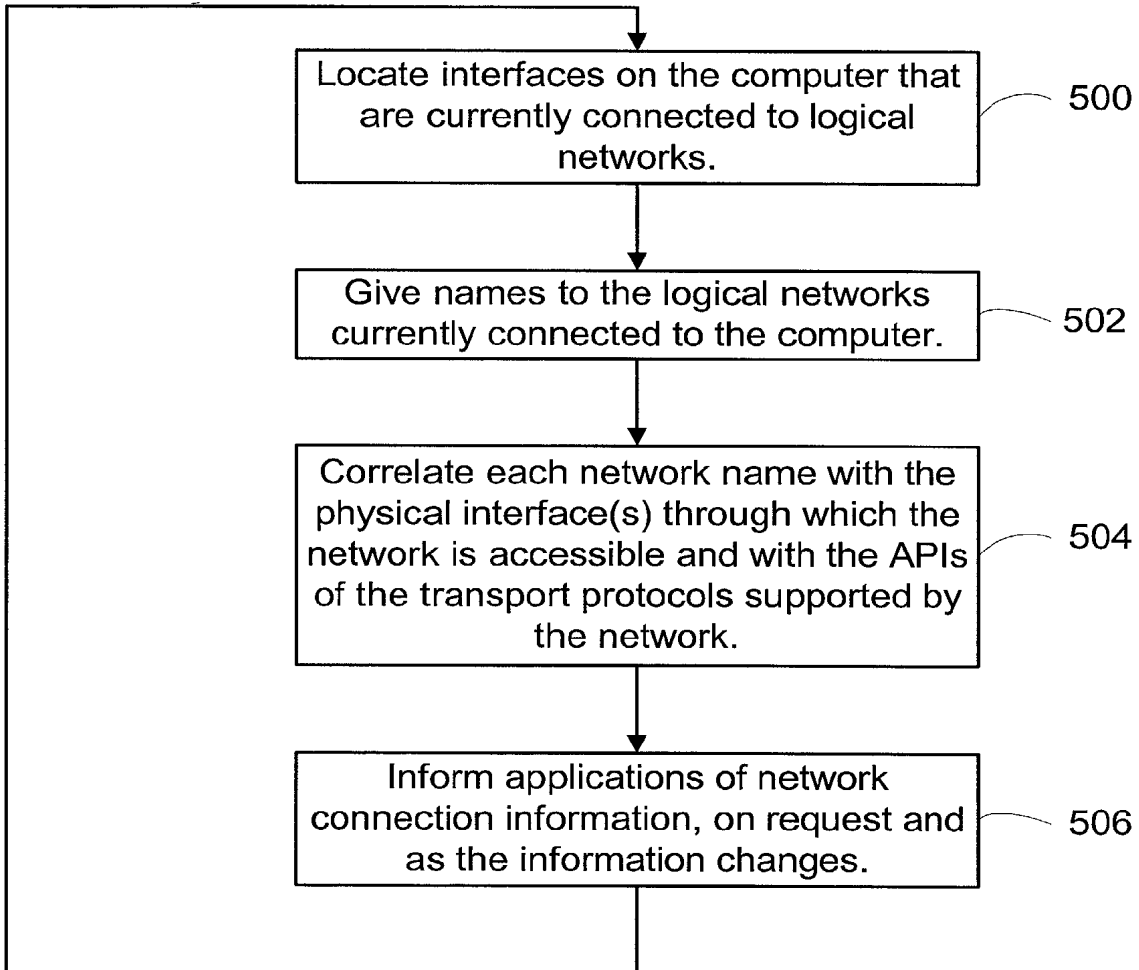 Locate interfaces on the computer that
are currently connected to logical
networks.
500
Give names to the logical networks
currently connected to the computer.
502
Correlate each network name with the
physical interface(s) through which the
network is accessible and with the APIs
of the transport protocols supported by
the network.
504
Inform applications of network
connection information, on request and
as the information changes.
506